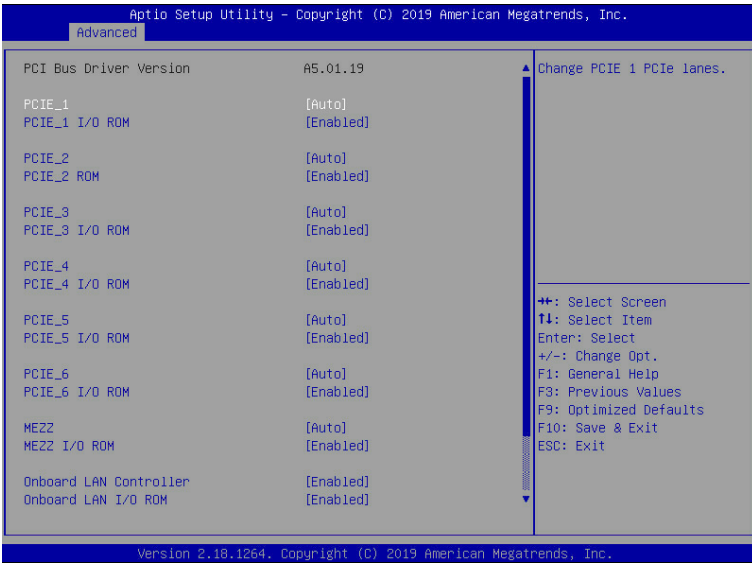 Aptio Setup Utility – Copyright (C) 2019 American Megatrends, Inc.
Advanced
PCI Bus Driver Version A5.01.19
PCIE_1 [Auto]
PCIE_1 I/O ROM [Enabled]
PCIE_2 [Auto]
PCIE_2 ROM [Enabled]
PCIE_3 [Auto]
PCIE_3 I/O ROM [Enabled]
PCIE_4 [Auto]
PCIE_4 I/O ROM [Enabled]
PCIE_5 [Auto]
PCIE_5 I/O ROM [Enabled]
PCIE_6 [Auto]
PCIE_6 I/O ROM [Enabled]
MEZZ [Auto]
MEZZ I/O ROM [Enabled]
Onboard LAN Controller [Enabled]
Onboard LAN I/O ROM [Enabled]
Change PCIE 1 PCIe lanes.
→←: Select Screen
↑↓: Select Item
Enter: Select
+/-: Change Opt.
F1: General Help
F3: Previous Values
F9: Optimized Defaults
F10: Save & Exit
ESC: Exit
Version 2.18.1264. Copyright (C) 2019 American Megatrends, Inc.